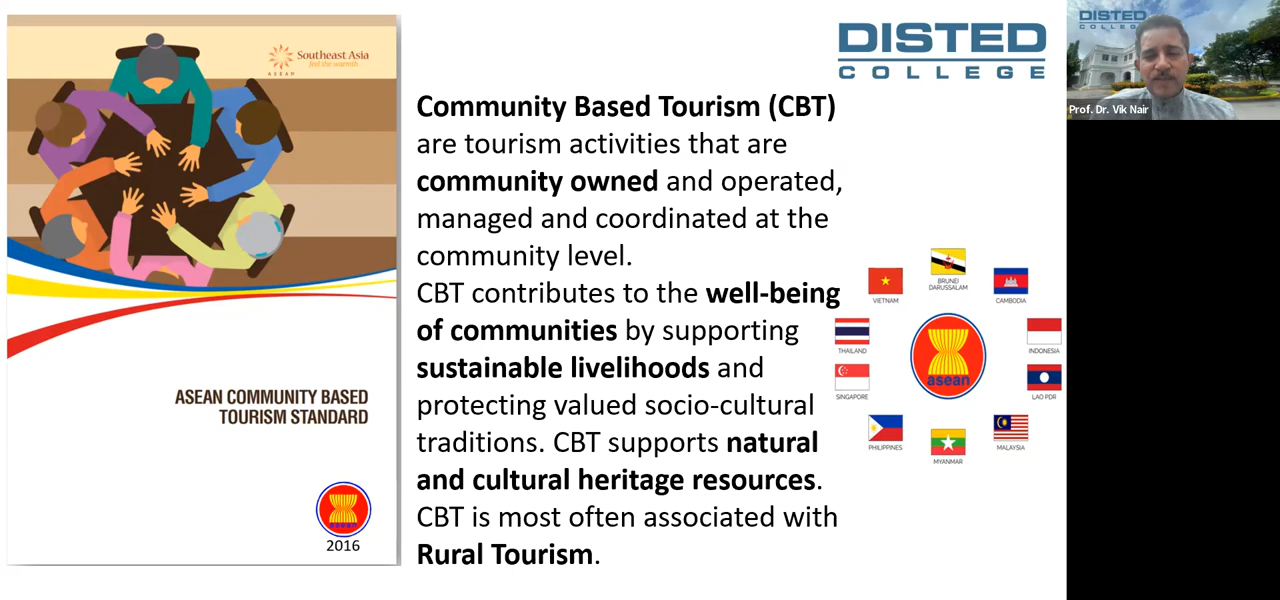 Southeast Asia
feel the warmth
ASEAN
ASEAN COMMUNITY BASED
TOURISM STANDARD
asean
2016
DISTED
COLLEGE
Community Based Tourism (CBT)
are tourism activities that are
community owned and operated,
managed and coordinated at the
community level.
CBT contributes to the well-being
of communities by supporting
sustainable livelihoods and
protecting valued socio-cultural
traditions. CBT supports natural
and cultural heritage resources.
CBT is most often associated with
Rural Tourism.
BRUNEI
DARUSSALAM
VIETNAM
CAMBODIA
THAILAND
INDONESIA
asean
SINGAPORE
LAO PDR
PHILIPPINES
MALAYSIA
MYANMAR
DISTED
COLLEGE
Prof. Dr. Vik Nair